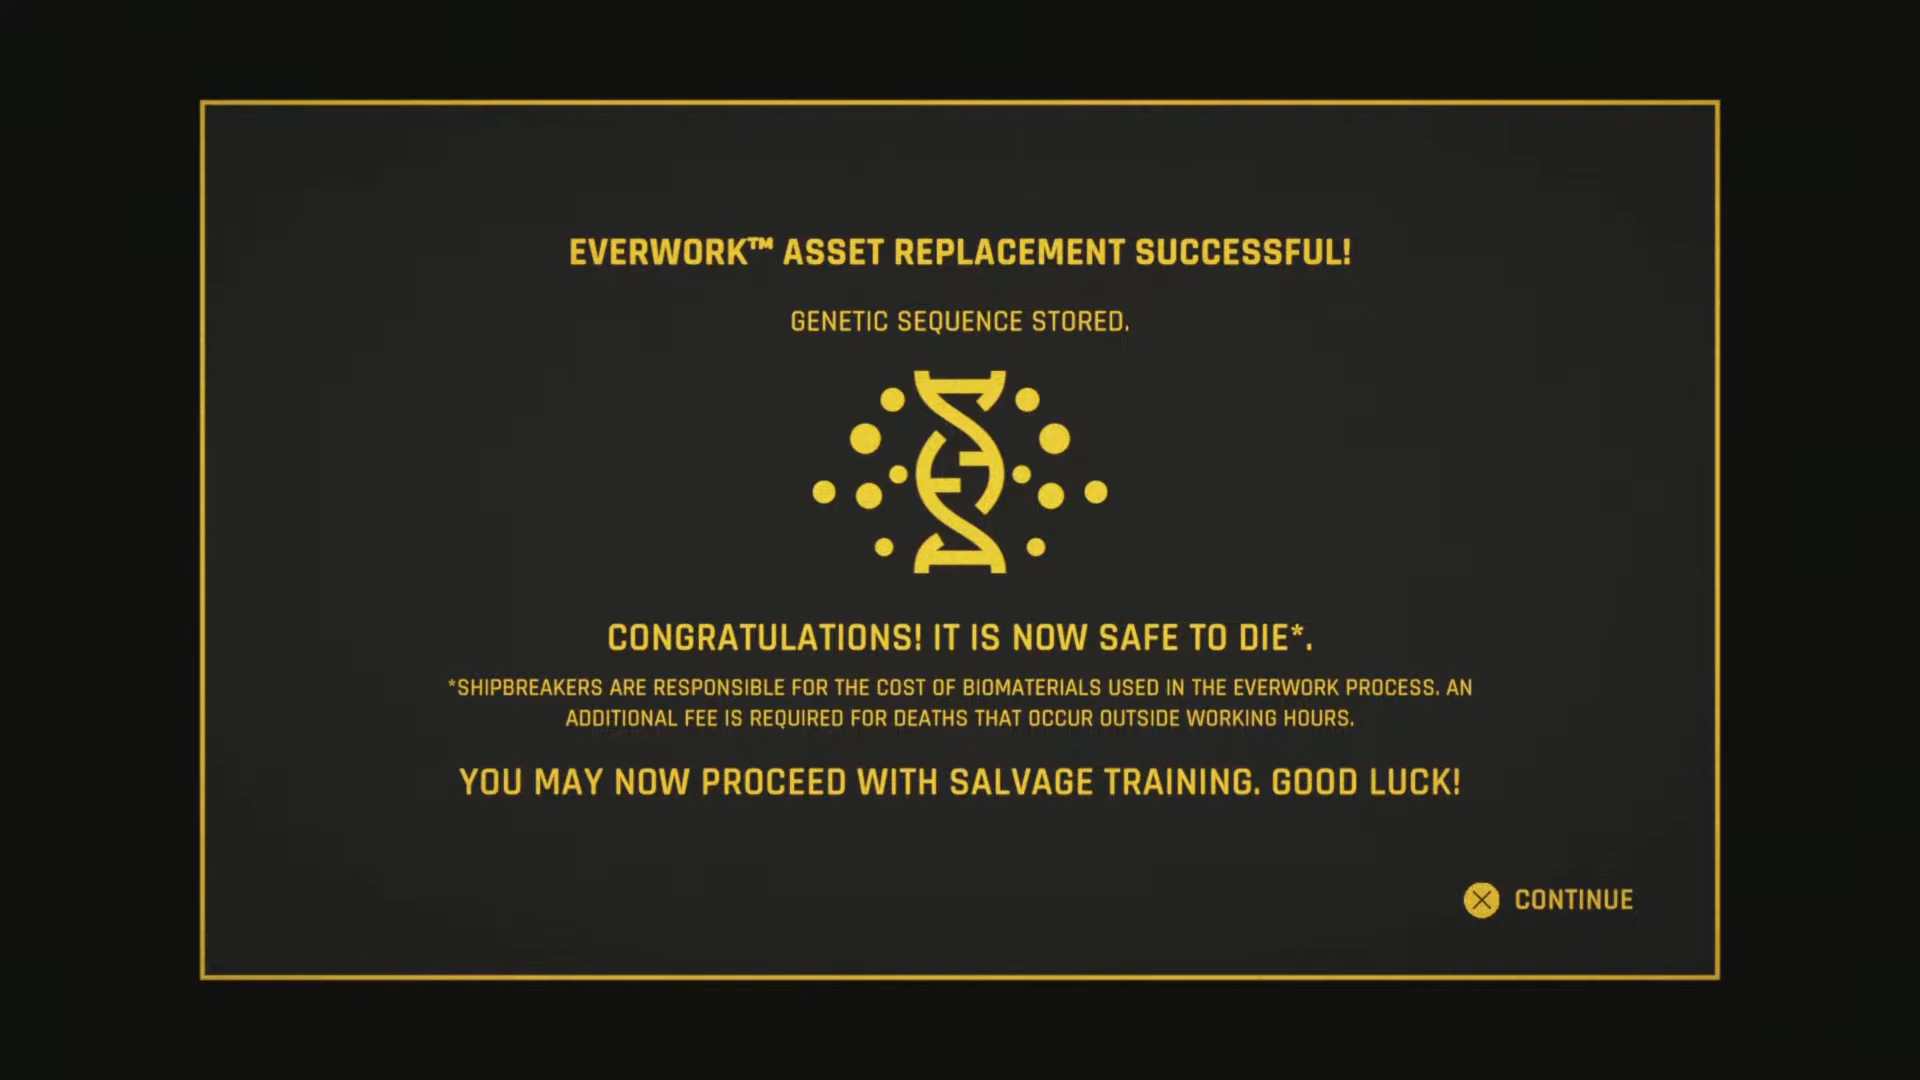 EVERWORK™ ASSET REPLACEMENT SUCCESSFUL!
GENETIC SEQUENCE STORED.
CONGRATULATIONS! IT IS NOW SAFE TO DIE*.
*SHIPBREAKERS ARE RESPONSIBLE FOR THE COST OF BIOMATERIALS USED IN THE EVERWORK PROCESS. AN
ADDITIONAL FEE IS REQUIRED FOR DEATHS THAT OCCUR OUTSIDE WORKING HOURS.
YOU MAY NOW PROCEED WITH SALVAGE TRAINING. GOOD LUCK!
CONTINUE